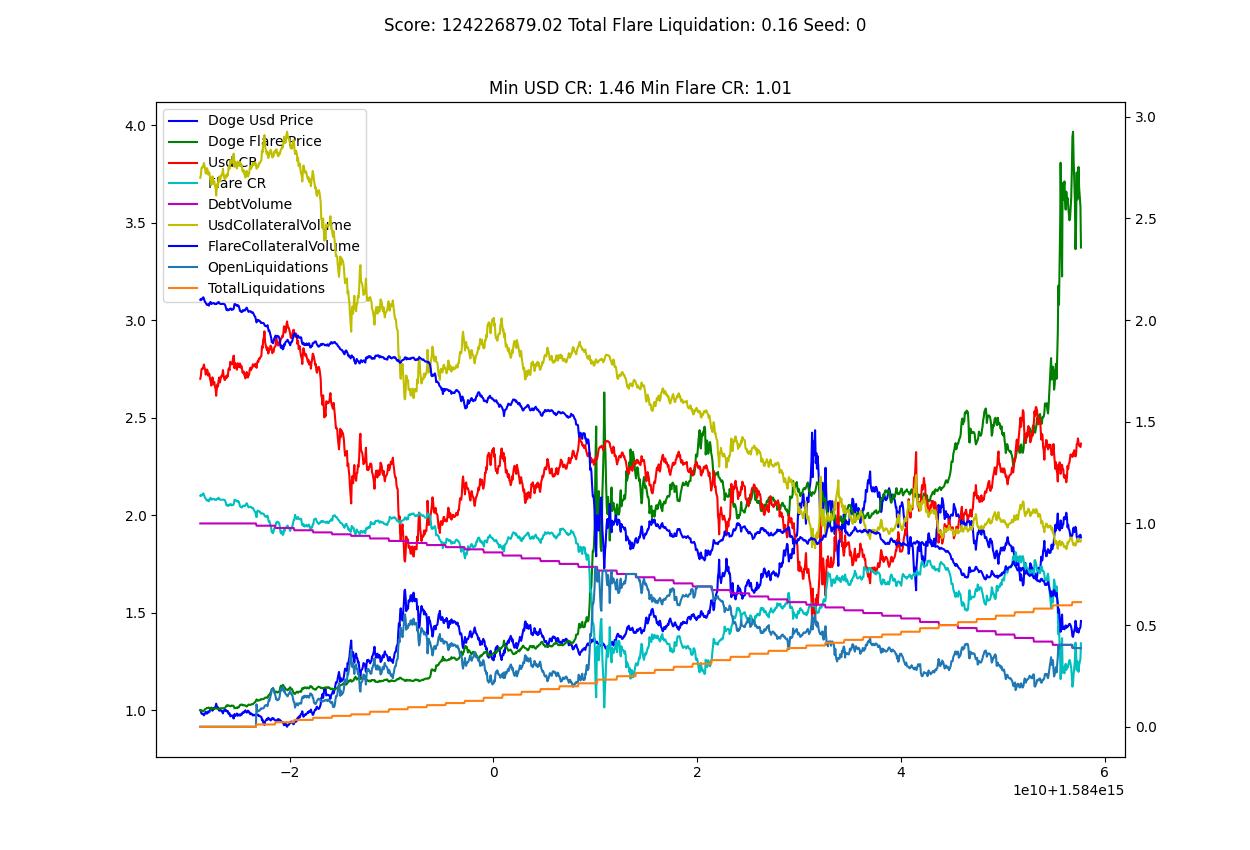 Score: 124226879.02 Total Flare Liquidation: 0.16 Seed: 0
Min USD CR: 1.46 Min Flare CR: 1.01
Doge Usd Price
Doge Flare Price
Usd CR
Flare CR
DebtVolume
UsdCollateralVolume
FlareCollateralVolume
OpenLiquidations
TotalLiquidations
4.0
3.5
3.0
2.5
2.0
1.5
1.0
3.0
2.5
2.0
1.5
1.0
0.5
0.0
−2 0 2 4 6
1e10+1.584e15